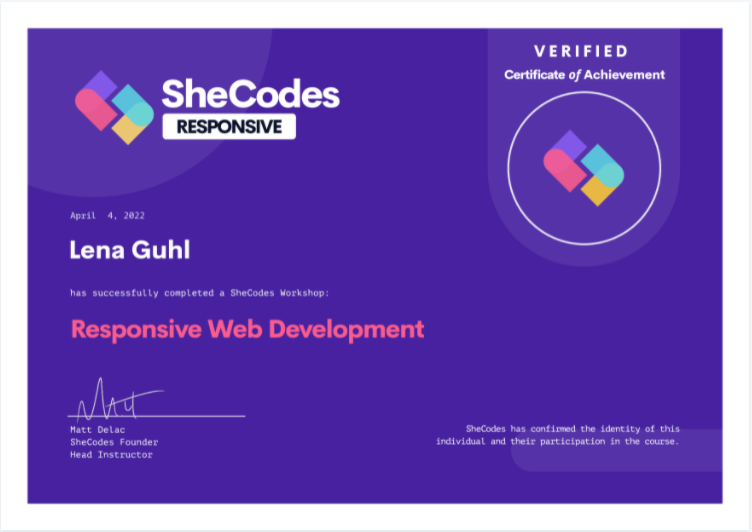 SheCodes
RESPONSIVE
VERIFIED
Certificate of Achievement
April 4, 2022
Lena Guhl
has successfully completed a SheCodes Workshop:
Responsive Web Development
Matt
Matt Delac
SheCodes Founder
Head Instructor
SheCodes has confirmed the identity of this
individual and their participation in the course.